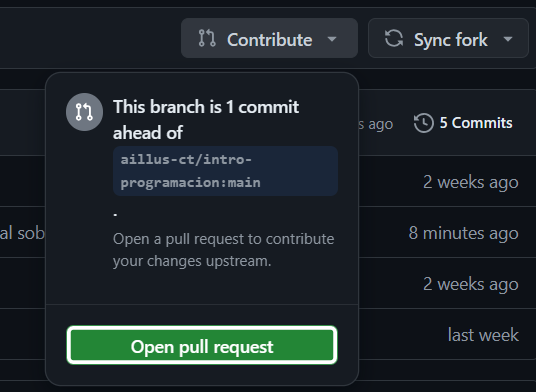 Contribute
Sync fork
This branch is 1 commit
ahead of
aillus-ct/intro-
programacion:main
.
Open a pull request to contribute
your changes upstream.
Open pull request
s ago
5 Commits
2 weeks ago
al sob
8 minutes ago
2 weeks ago
last week